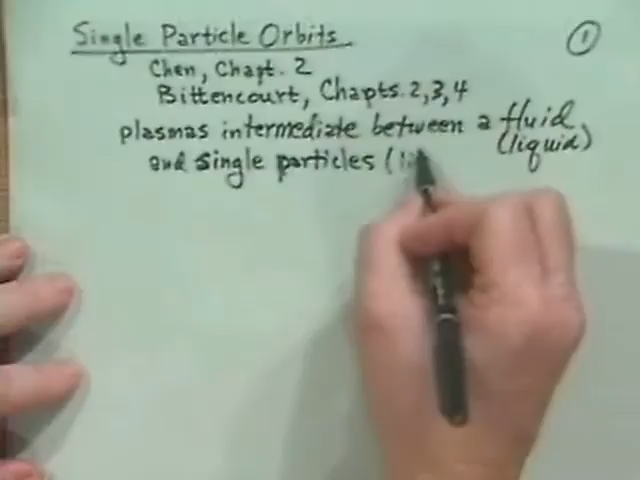 Single Particle Orbits 1
Chen, Chapt. 2
Bittencourt, Chapts. 2, 3, 4
plasmas intermediate between a fluid
(liquid)
and single particles (